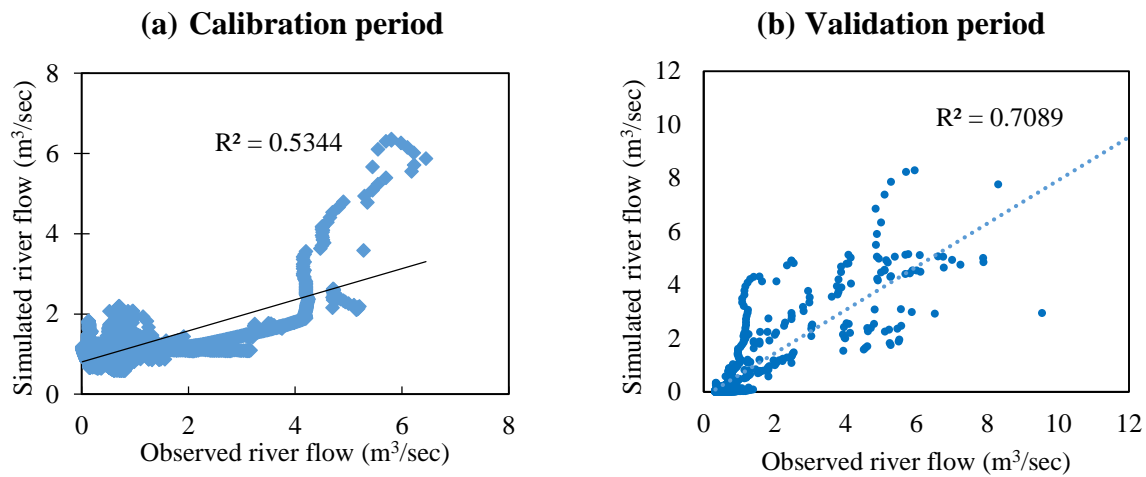 (a) Calibration period
Simulated river flow (m³/sec)
8
6
4
2
0
R² = 0.5344
0 2 4 6 8
Observed river flow (m³/sec)
(b) Validation period
Simulated river flow (m³/sec)
12
10
8
6
4
2
0
R² = 0.7089
0 2 4 6 8 10 12
Observed river flow (m³/sec)